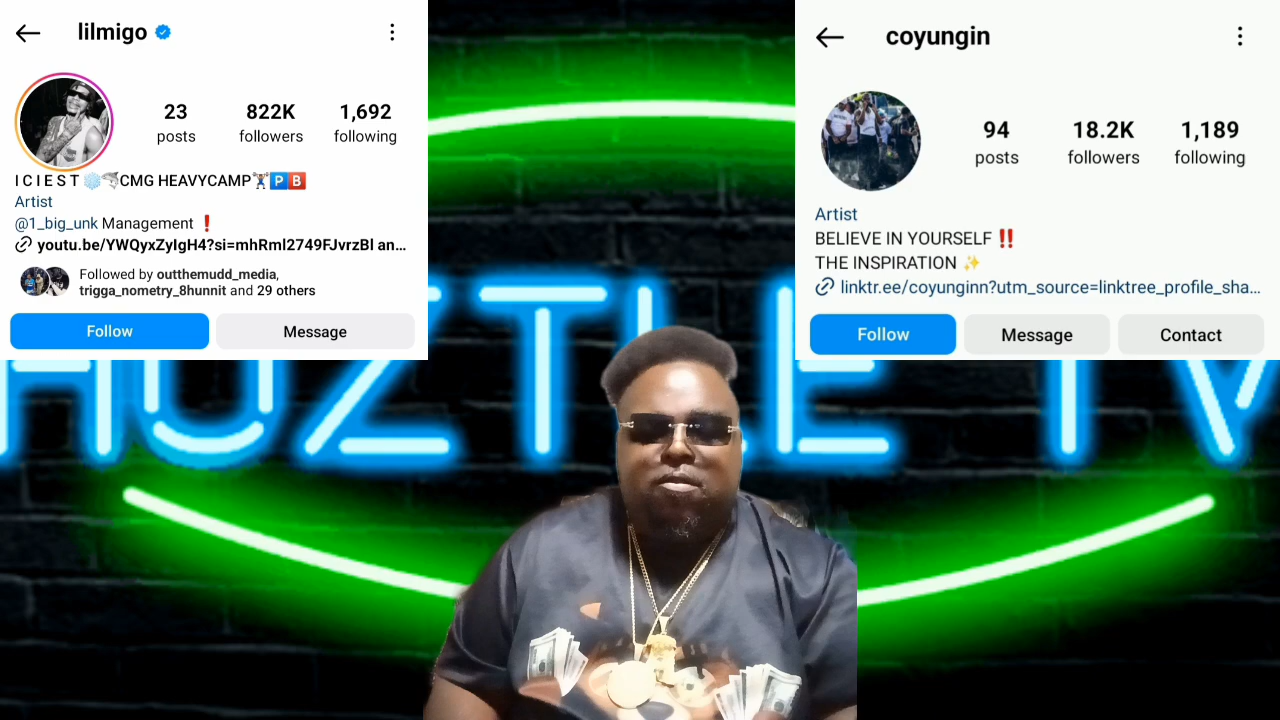 lilmigo
23 822K 1,692
posts followers following
I C I E S T ❄️🦈CMG HEAVYCAMP🏋🏽🅿️🅱️
Artist
@1_big_unk Management ❗
youtu.be/YWQyxZyIgH4?si=mhRml2749FJvrzBl an...
Followed by outthemudd_media,
trigga_nometry_8hunnit and 29 others
Follow Message
coyungin
94 18.2K 1,189
posts followers following
Artist
BELIEVE IN YOURSELF ‼️
THE INSPIRATION ✨
linktr.ee/coyunginn?utm_source=linktree_profile_sha...
Follow Message Contact
HUZTLE TV